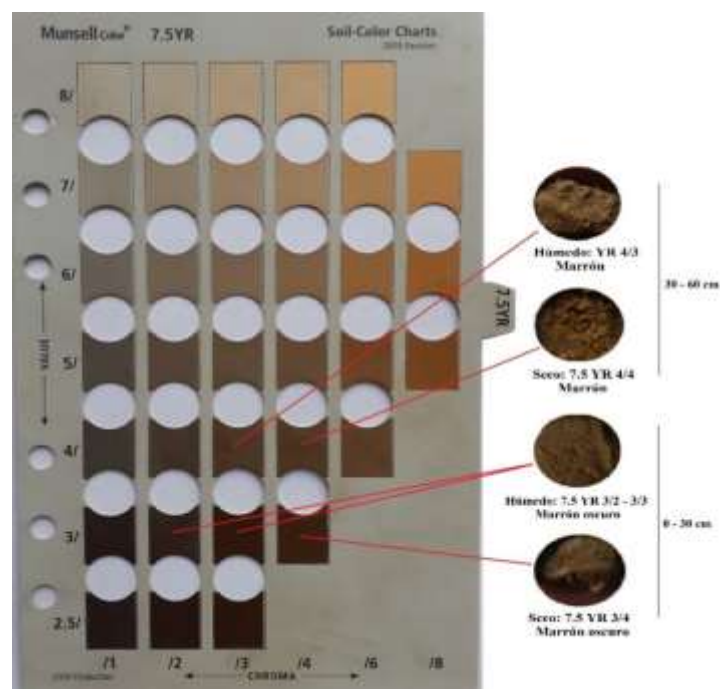 Munsell Color® 7.5YR
Soil-Color Charts
8/
7/
6/
5/
4/
3/
2.5/
VALUE
/1 /2 /3 /4 /6 /8
CHROMA
7.5YR
Húmedo: YR 4/3
Marrón
Seco: 7.5 YR 4/4
Marrón
30 - 60 cm
Húmedo: 7.5 YR 3/2 - 3/3
Marrón oscuro
Seco: 7.5 YR 3/4
Marrón oscuro
0 - 30 cm